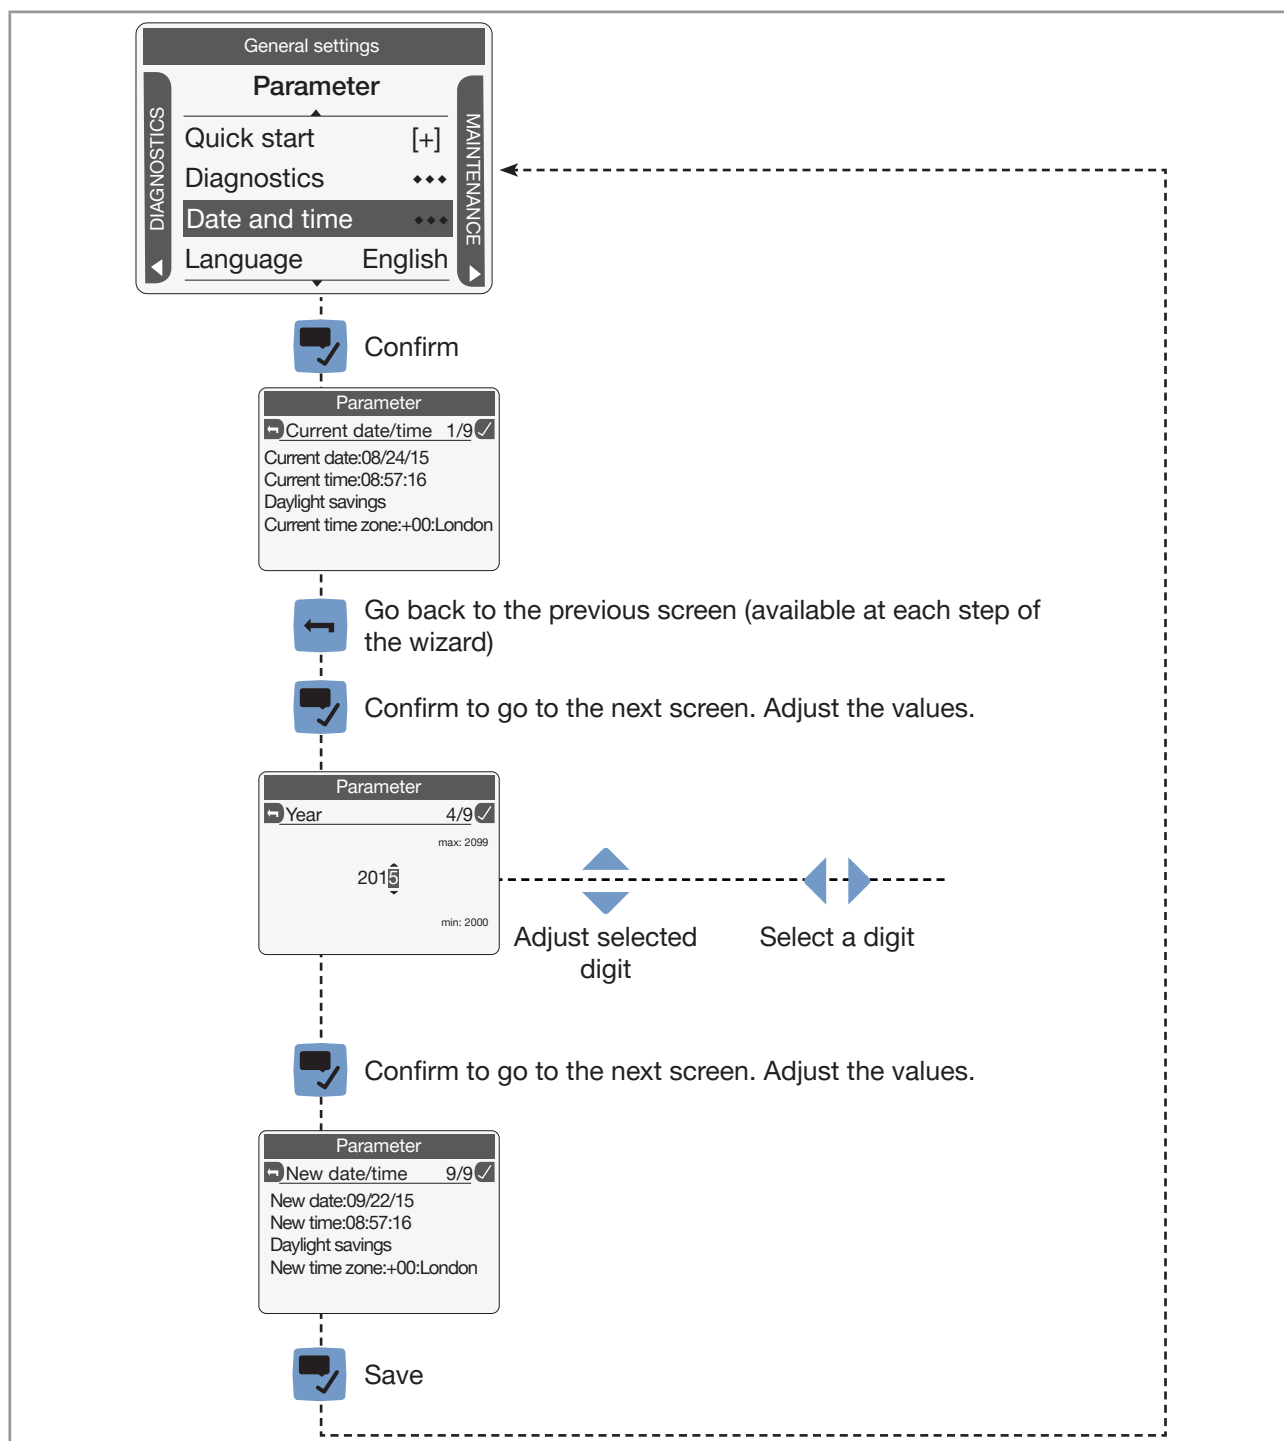 General settings
Parameter
DIAGNOSTICS
MAINTENANCE
Quick start [+]
Diagnostics
Date and time
Language English
Confirm
Parameter
Current date/time 1/9
Current date:08/24/15
Current time:08:57:16
Daylight savings
Current time zone:+00:London
Go back to the previous screen (available at each step of
the wizard)
Confirm to go to the next screen. Adjust the values.
Parameter
Year 4/9
max: 2099
2015
min: 2000
Adjust selected
digit
Select a digit
Confirm to go to the next screen. Adjust the values.
Parameter
New date/time 9/9
New date:09/22/15
New time:08:57:16
Daylight savings
New time zone:+00:London
Save